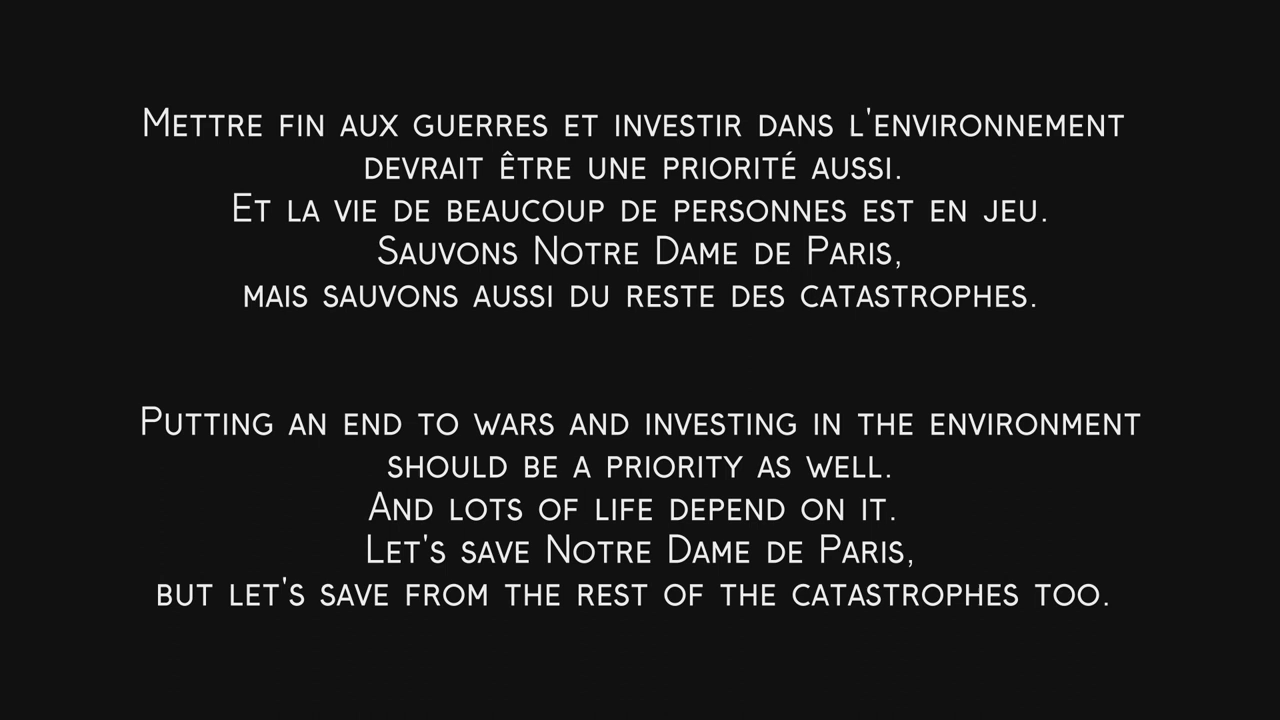 Mettre fin aux guerres et investir dans l'environnement
devrait être une priorité aussi.
Et la vie de beaucoup de personnes est en jeu.
Sauvons Notre Dame de Paris,
mais sauvons aussi du reste des catastrophes.
Putting an end to wars and investing in the environment
should be a priority as well.
And lots of life depend on it.
Let's save Notre Dame de Paris,
but let's save from the rest of the catastrophes too.